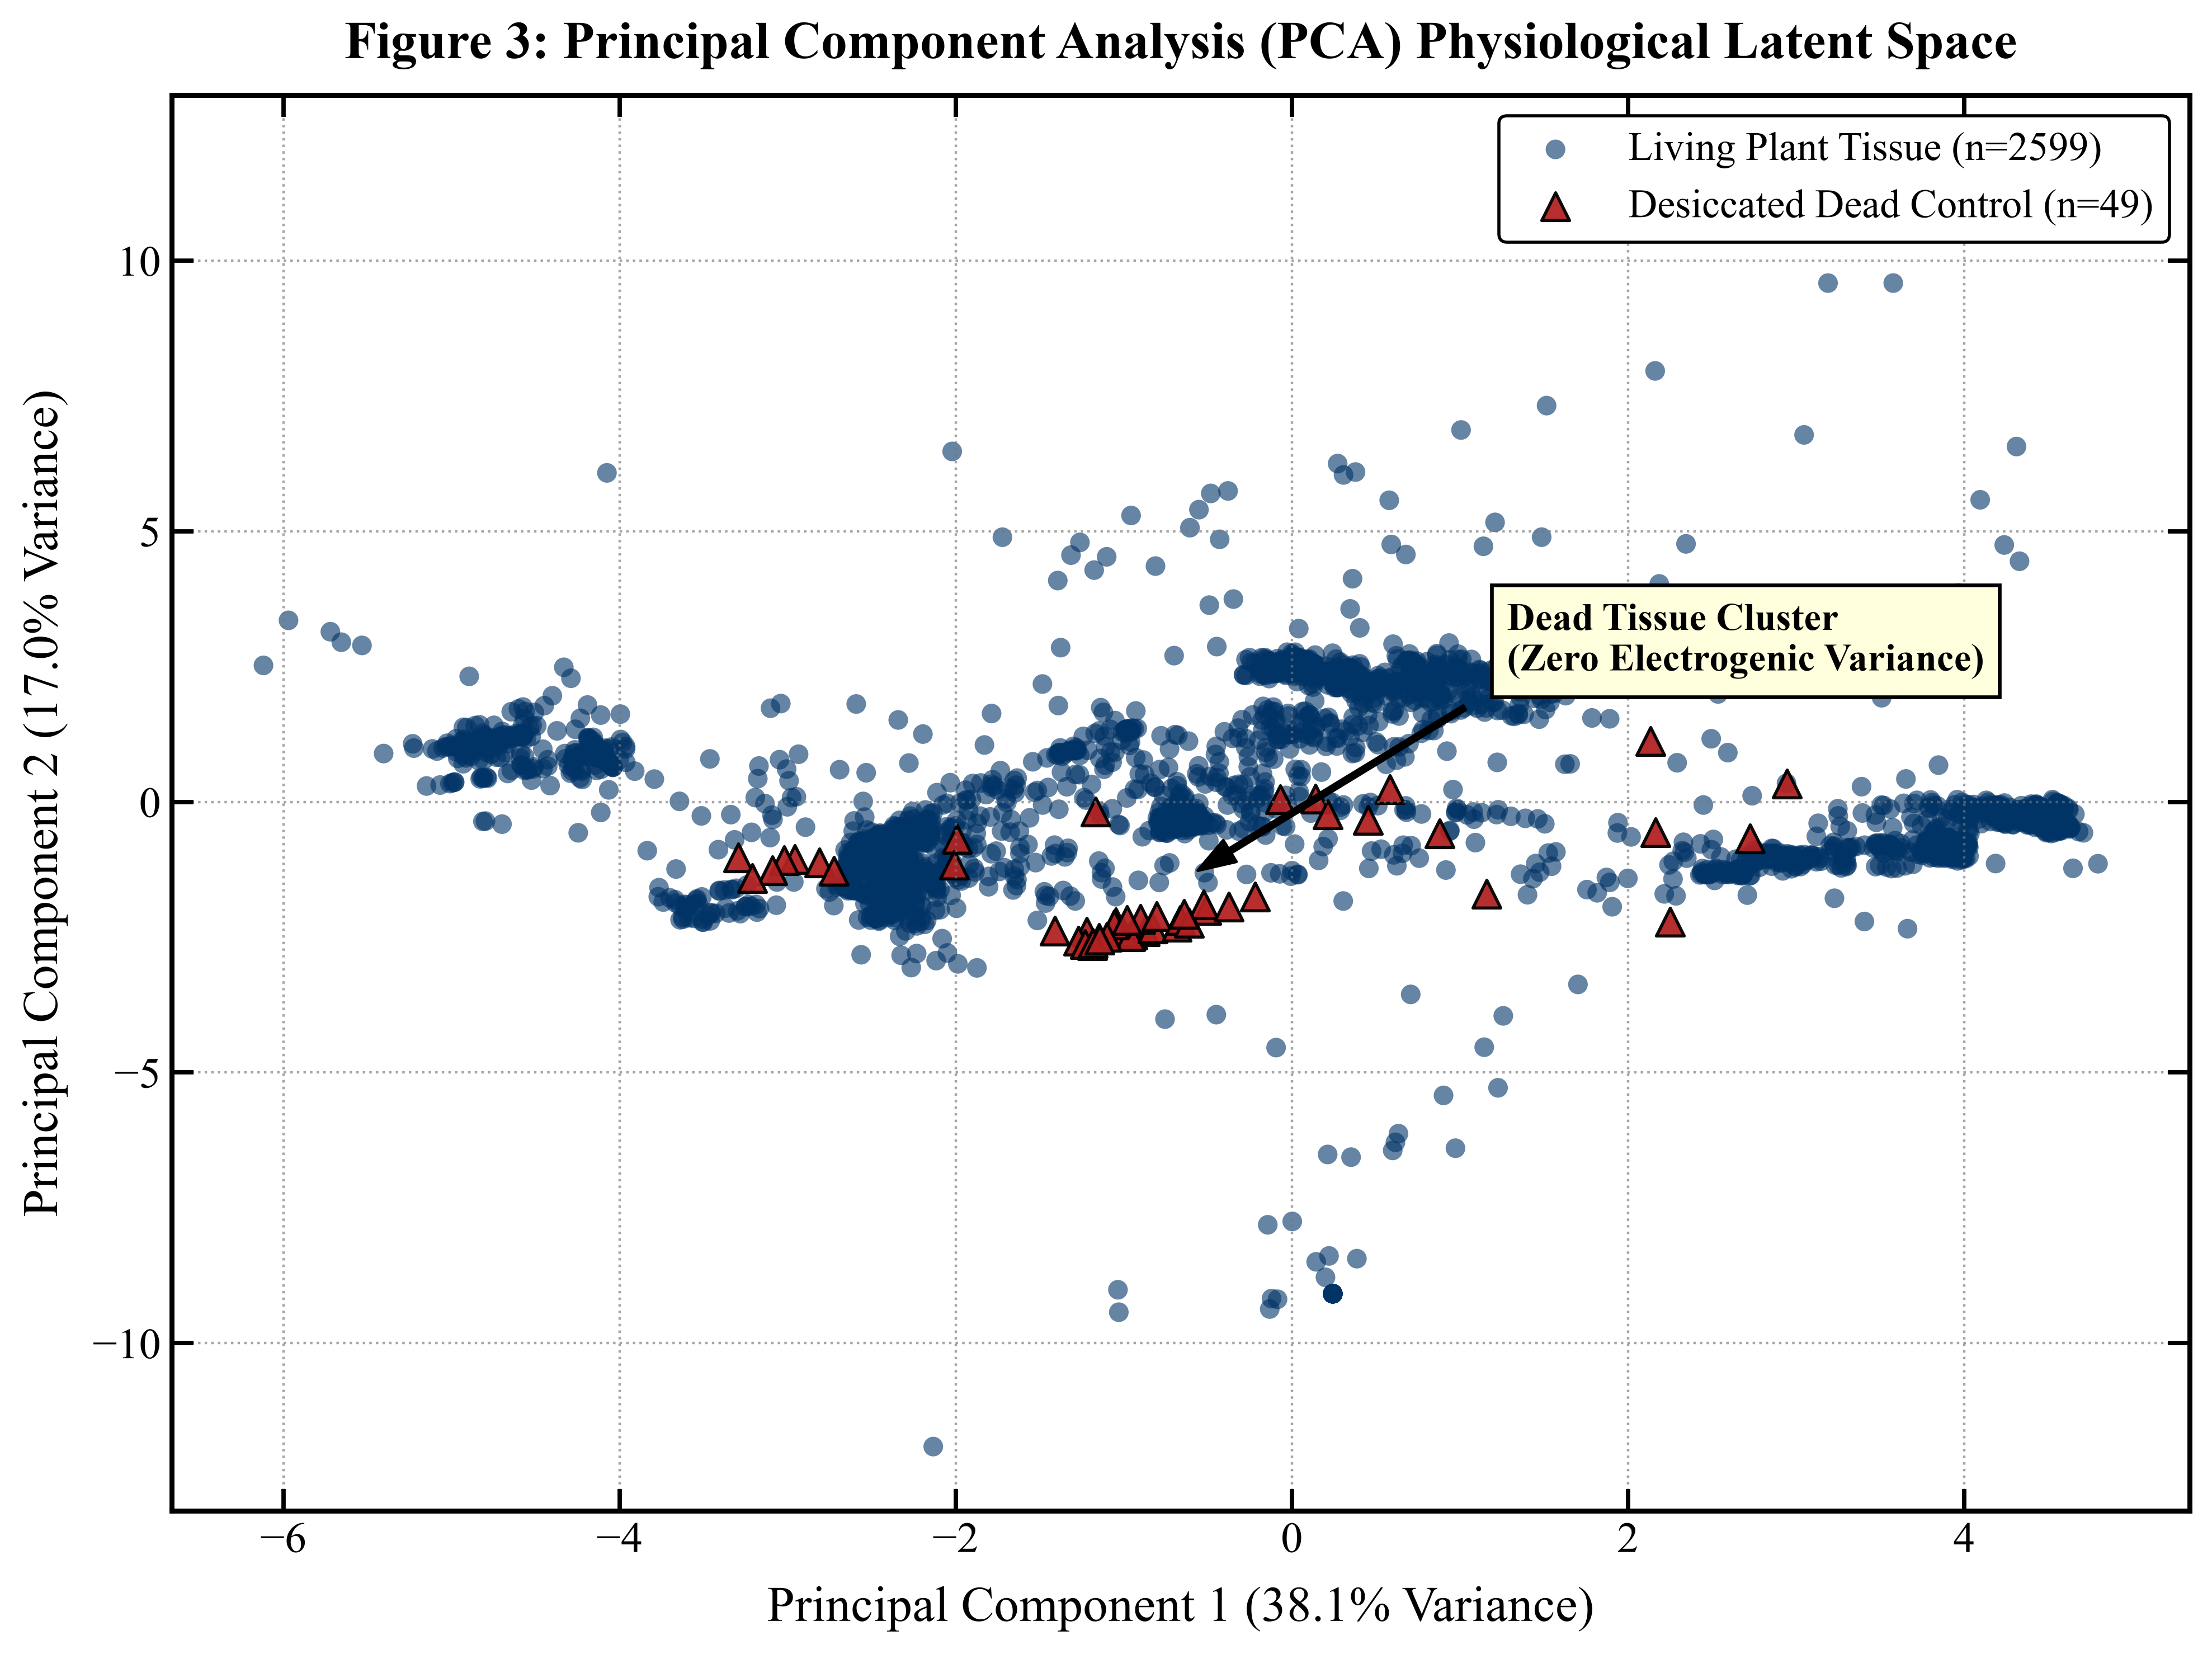 Figure 3: Principal Component Analysis (PCA) Physiological Latent Space
Living Plant Tissue (n=2599)
Desiccated Dead Control (n=49)
Dead Tissue Cluster
(Zero Electrogenic Variance)
Principal Component 2 (17.0% Variance)
10
5
0
−5
−10
−6
−4
−2
0
2
4
Principal Component 1 (38.1% Variance)